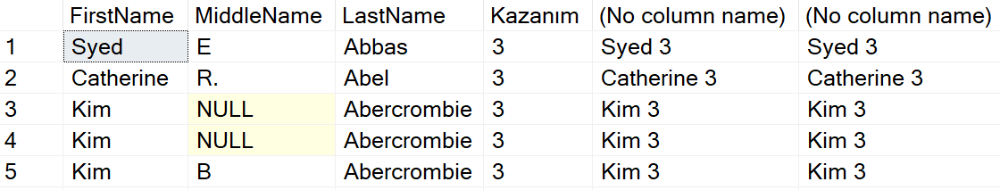 FirstName MiddleName LastName Kazanım (No column name) (No column name)
1 Syed E Abbas 3 Syed 3 Syed 3
2 Catherine R. Abel 3 Catherine 3 Catherine 3
3 Kim NULL Abercrombie 3 Kim 3 Kim 3
4 Kim NULL Abercrombie 3 Kim 3 Kim 3
5 Kim B Abercrombie 3 Kim 3 Kim 3